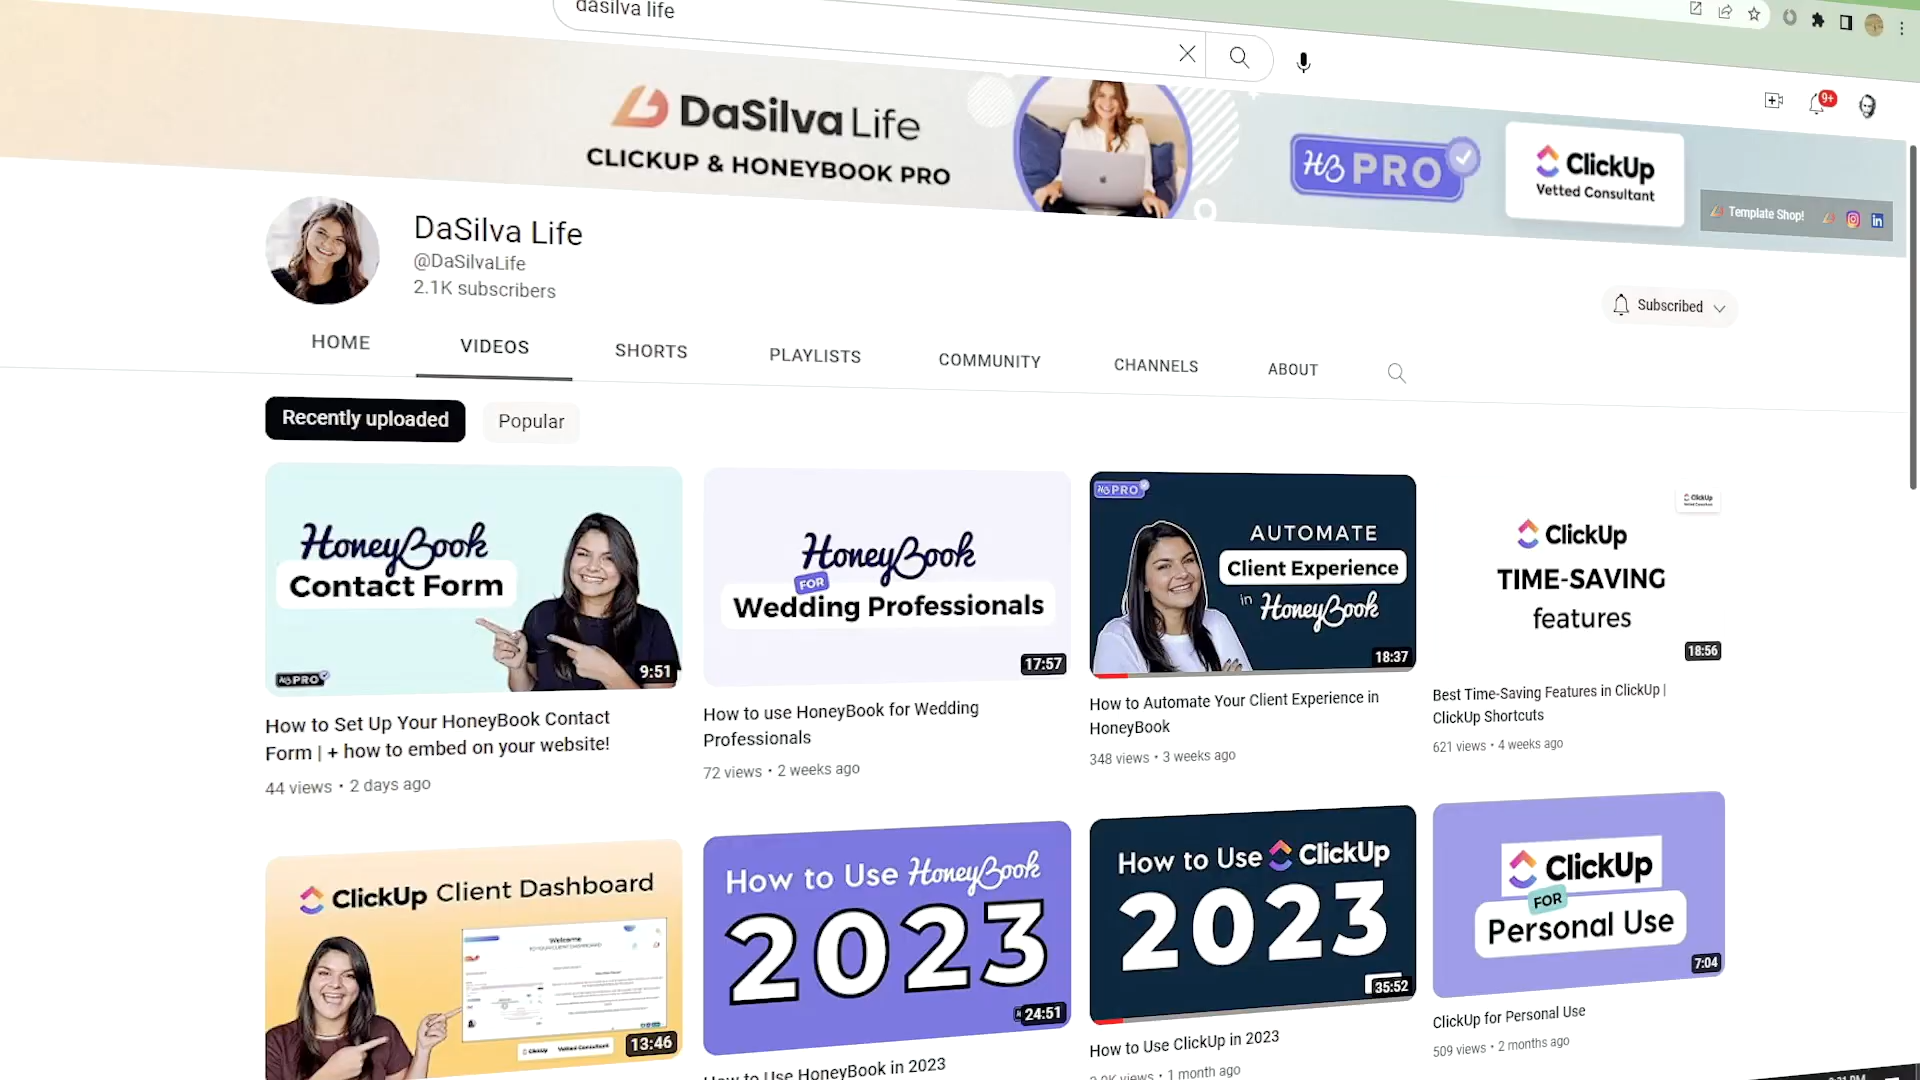 dasilva life
9+
DaSilva Life
CLICKUP & HONEYBOOK PRO
HB PRO
ClickUp
Vetted Consultant
Template Shop!
DaSilva Life
@DaSilvaLife
2.1K subscribers
Subscribed
HOME
VIDEOS
SHORTS
PLAYLISTS
COMMUNITY
CHANNELS
ABOUT
Recently uploaded
Popular
HoneyBook
Contact Form
HB PRO
9:51
HoneyBook
FOR
Wedding Professionals
17:57
HB PRO
AUTOMATE
Client Experience
in HoneyBook
18:37
ClickUp
ClickUp
TIME-SAVING
features
18:56
How to Set Up Your HoneyBook Contact
Form | + how to embed on your website!
44 views • 2 days ago
How to use HoneyBook for Wedding
Professionals
72 views • 2 weeks ago
How to Automate Your Client Experience in
HoneyBook
348 views • 3 weeks ago
Best Time-Saving Features in ClickUp |
ClickUp Shortcuts
621 views • 4 weeks ago
ClickUp Client Dashboard
Welcome
ClickUp Vetted Consultant
13:46
How to Use HoneyBook
2023
24:51
How to Use ClickUp
2023
35:52
ClickUp
FOR
Personal Use
7:04
How to Use HoneyBook in 2023
How to Use ClickUp in 2023
1 month ago
ClickUp for Personal Use
509 views • 2 months ago